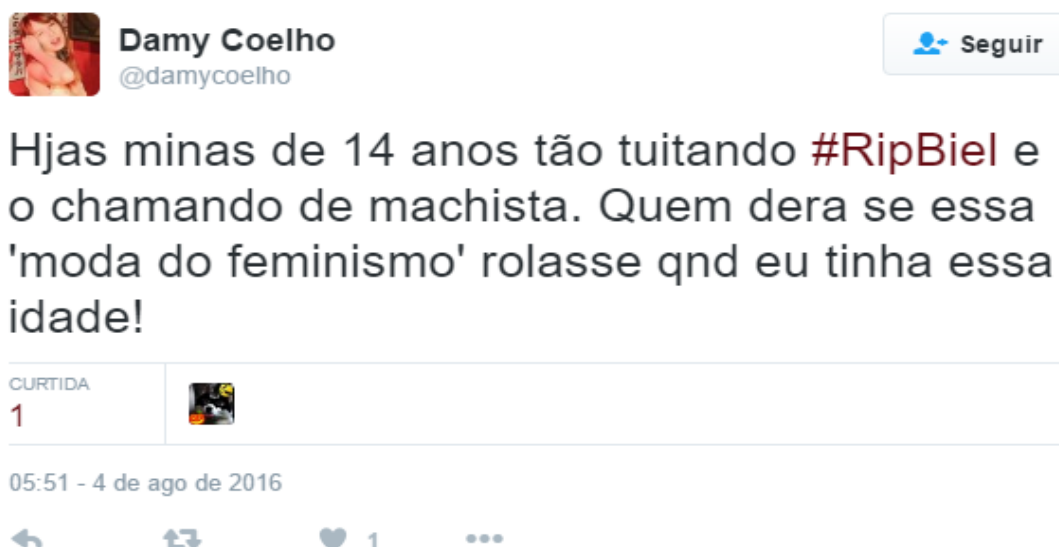 Damy Coelho
@damycoelho
Seguir
Hjas minas de 14 anos tão tuitando #RipBiel e
o chamando de machista. Quem dera se essa
'moda do feminismo' rolasse qnd eu tinha essa
idade!
CURTIDA
1
05:51 - 4 de ago de 2016
1